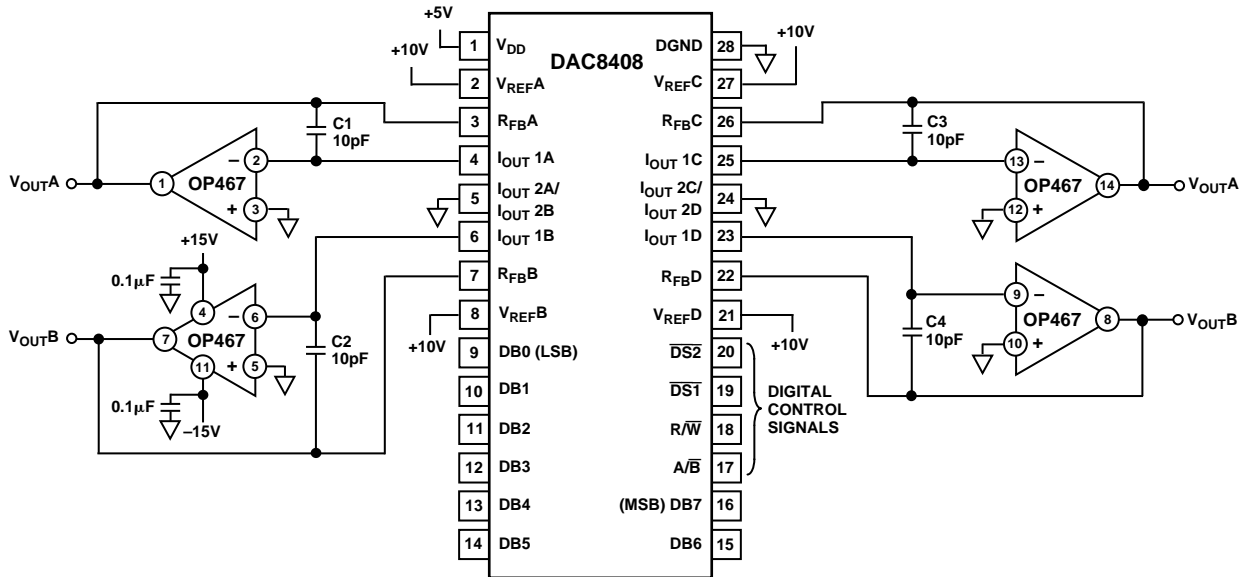 +5V
+10V
+10V
DAC8408
1 VDD
DGND 28
2 VREFA
VREFC 27
3 RFBA
RFBC 26
C1
10pF
C3
10pF
4 IOUT 1A
IOUT 1C 25
VOUTA
1 OP467 – 2 + 3
13 – 12 + OP467 14
VOUTA
5 IOUT 2A/
IOUT 2B
IOUT 2C/
IOUT 2D 24
6 IOUT 1B
IOUT 1D 23
+15V
0.1µF
7 RFBB
RFBD 22
VOUTB
7 OP467 4 11 – 6 + 5
9 – 10 + OP467 8
VOUTB
8 VREFB
VREFD 21
+10V
+10V
C2
10pF
C4
10pF
0.1µF
–15V
9 DB0 (LSB)
DS2 20
10 DB1
DS1 19
11 DB2
R/W 18
12 DB3
A/B 17
DIGITAL
CONTROL
SIGNALS
13 DB4
(MSB) DB7 16
14 DB5
DB6 15